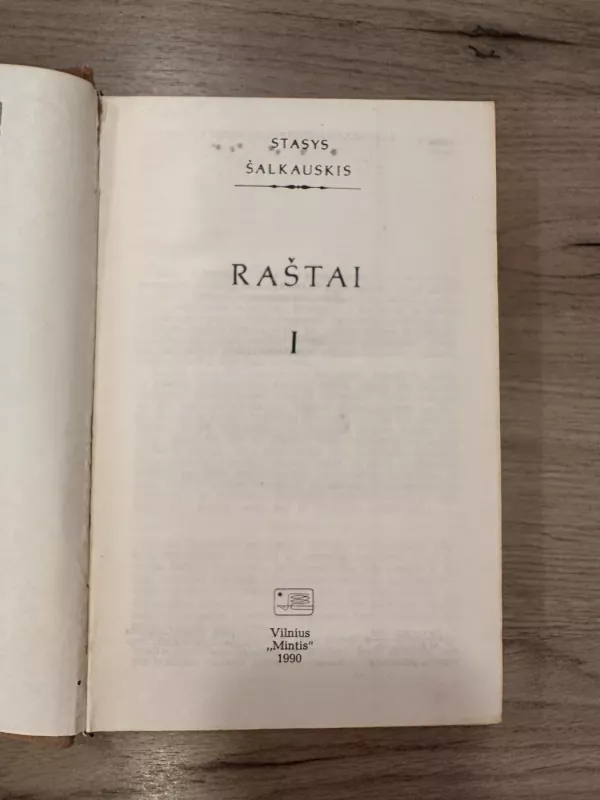 STASYS
ŠALKAUSKIS
RAŠTAI
I
Vilnius
„Mintis“
1990